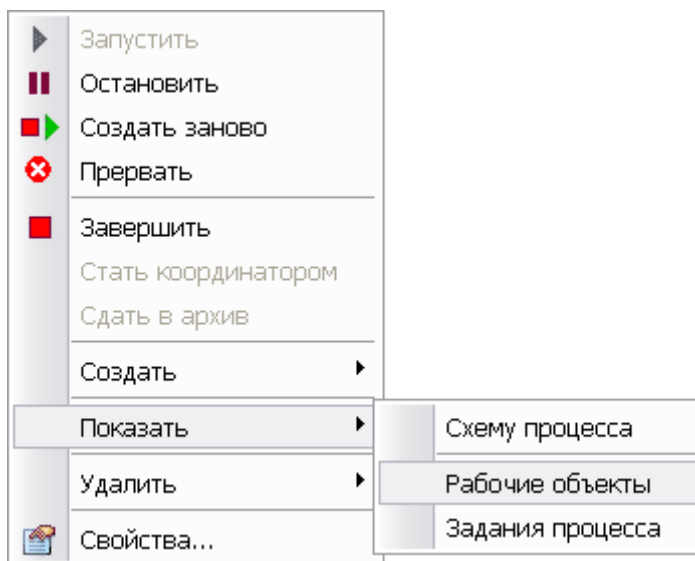 Запустить
Остановить
Создать заново
Прервать
Завершить
Стать координатором
Сдать в архив
Создать
Показать
Схему процесса
Удалить
Рабочие объекты
Задания процесса
Свойства...